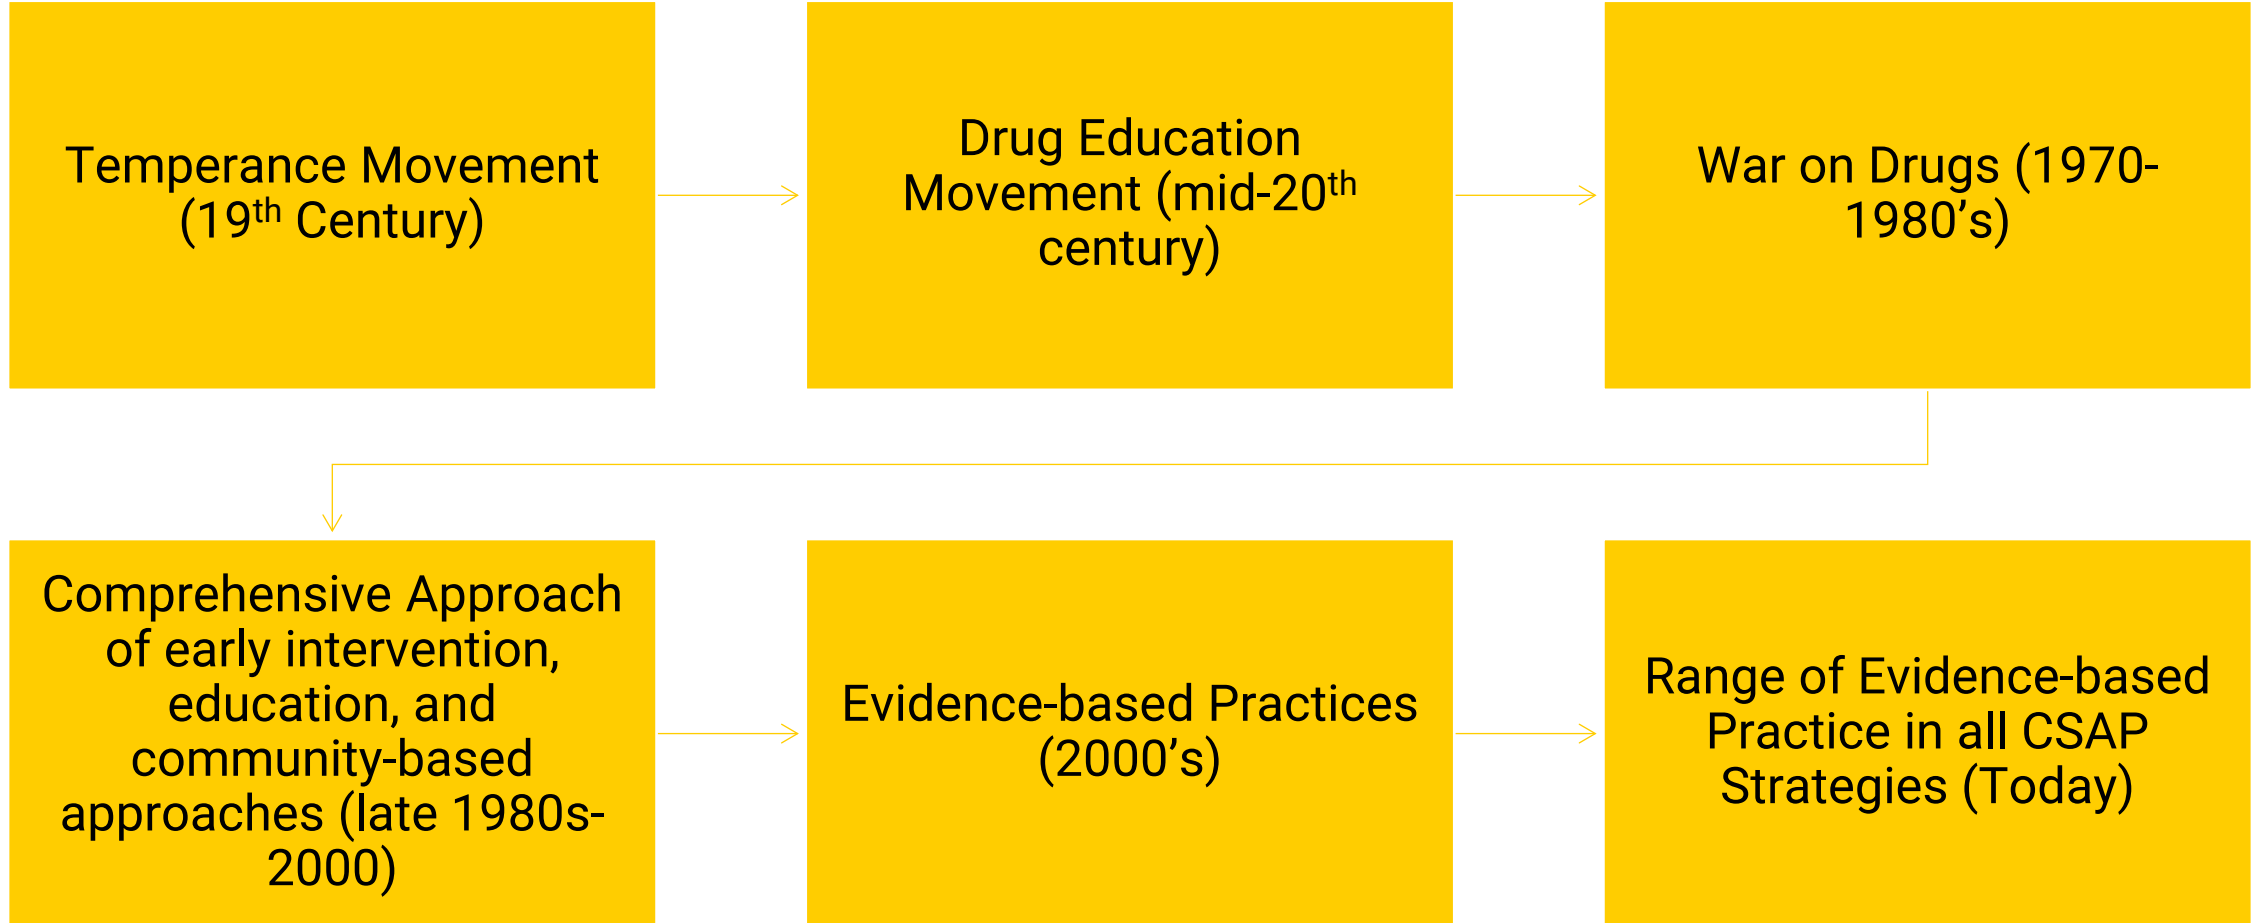 Temperance Movement
(19th Century)
Drug Education
Movement (mid-20th
century)
War on Drugs (1970-
1980’s)
Comprehensive Approach
of early intervention,
education, and
community-based
approaches (late 1980s-
2000)
Evidence-based Practices
(2000’s)
Range of Evidence-based
Practice in all CSAP
Strategies (Today)